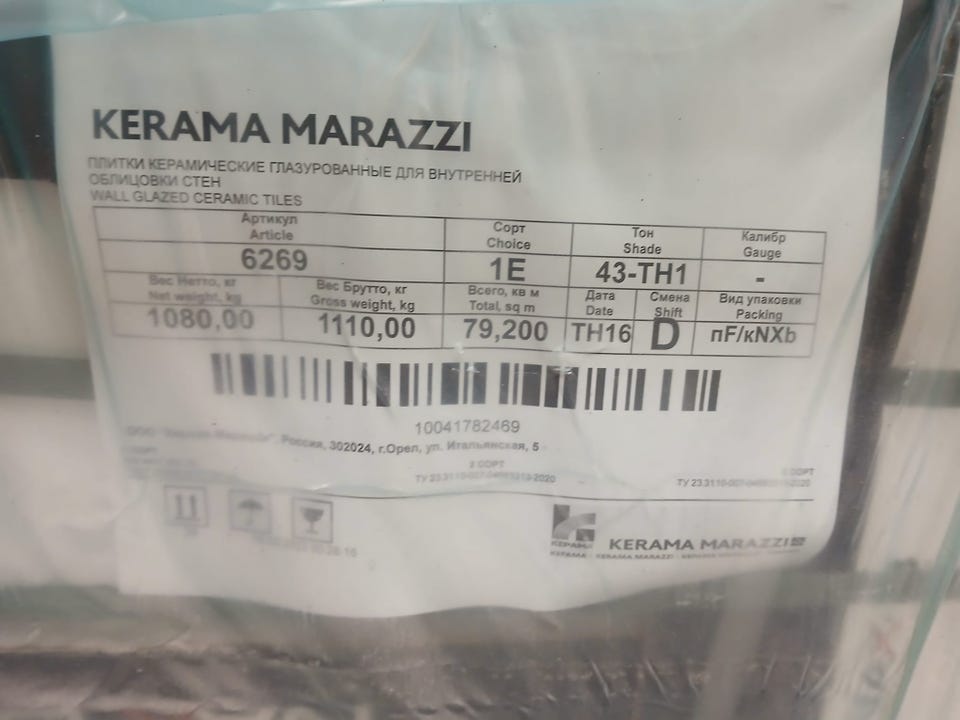 KERAMA MARAZZI
ПЛИТКИ КЕРАМИЧЕСКИЕ ГЛАЗУРОВАННЫЕ ДЛЯ ВНУТРЕННЕЙ
ОБЛИЦОВКИ СТЕН
WALL GLAZED CERAMIC TILES
Артикул Сорт Тон Калибр
Article Choice Shade Gauge
6269 1E 43-TH1 -
Вес Нетто, кг Вес Брутто, кг Всего, кв м Дата Смена Вид упаковки
Net weight, kg Gross weight, kg Total, sq m Date Shift Packing
1080,00 1110,00 79,200 TH16 D пF/кNXb
10041782469
ООО Россия, 302024, г.Орел, ул. Итальянская, 5
СОРТ СОРТ
ТУ ТУ
KERAMA MARAZZI